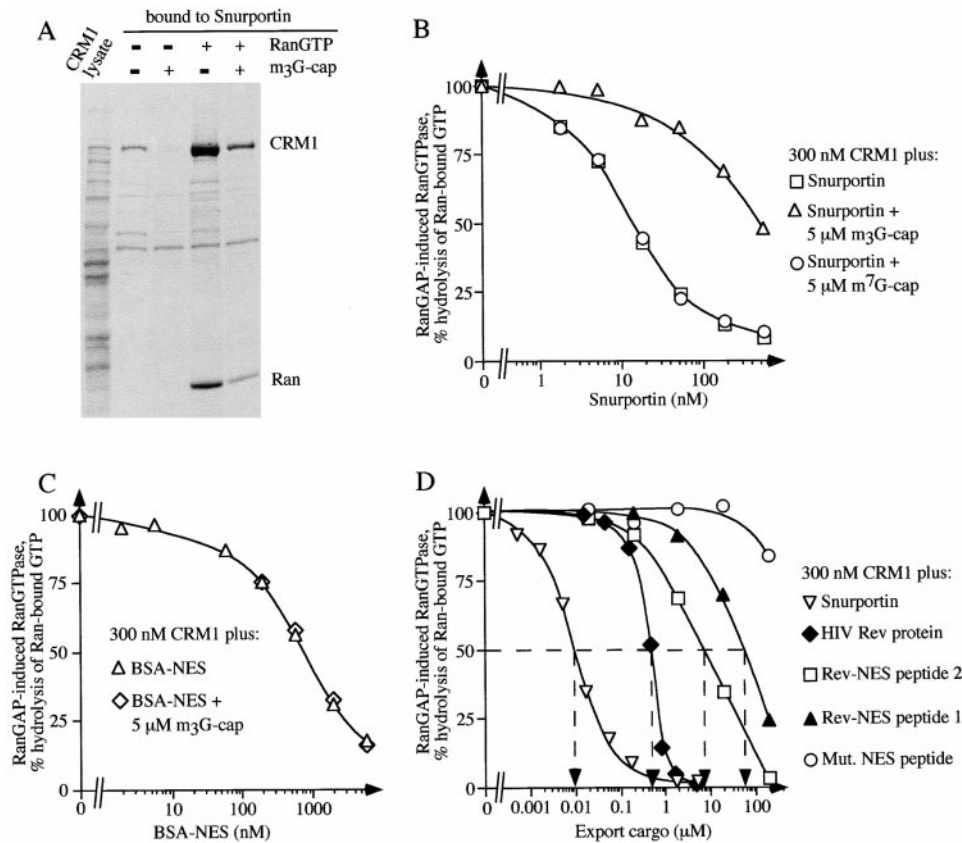 A
bound to Snurportin
CRM1
lysate
- - + + RanGTP
- + - + m3G-cap
CRM1
Ran
B
RanGAP-induced RanGTPase,
% hydrolysis of Ran-bound GTP
100
75
50
25
0
0 1 10 100
Snurportin (nM)
300 nM CRM1 plus:
Snurportin
Snurportin +
5 µM m3G-cap
Snurportin +
5 µM m7G-cap
C
RanGAP-induced RanGTPase,
% hydrolysis of Ran-bound GTP
100
75
50
25
0
300 nM CRM1 plus:
BSA-NES
BSA-NES +
5 µM m3G-cap
0 10 100 1000
BSA-NES (nM)
D
RanGAP-induced RanGTPase,
% hydrolysis of Ran-bound GTP
100
75
50
25
0
0 0.001 0.01 0.1 1 10 100
Export cargo (µM)
300 nM CRM1 plus:
Snurportin
HIV Rev protein
Rev-NES peptide 2
Rev-NES peptide 1
Mut. NES peptide